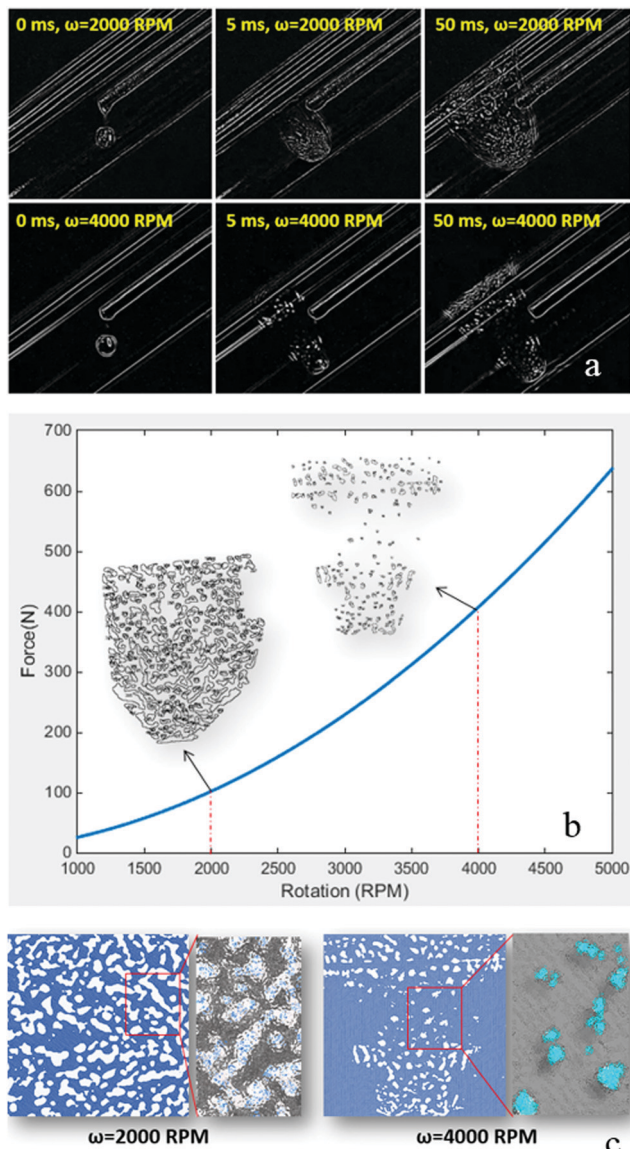 0 ms, ω=2000 RPM
5 ms, ω=2000 RPM
50 ms, ω=2000 RPM
0 ms, ω=4000 RPM
5 ms, ω=4000 RPM
50 ms, ω=4000 RPM
a
700
600
500
400
300
200
100
0
Force(N)
1000 1500 2000 2500 3000 3500 4000 4500 5000
Rotation (RPM)
b
ω=2000 RPM
ω=4000 RPM
c